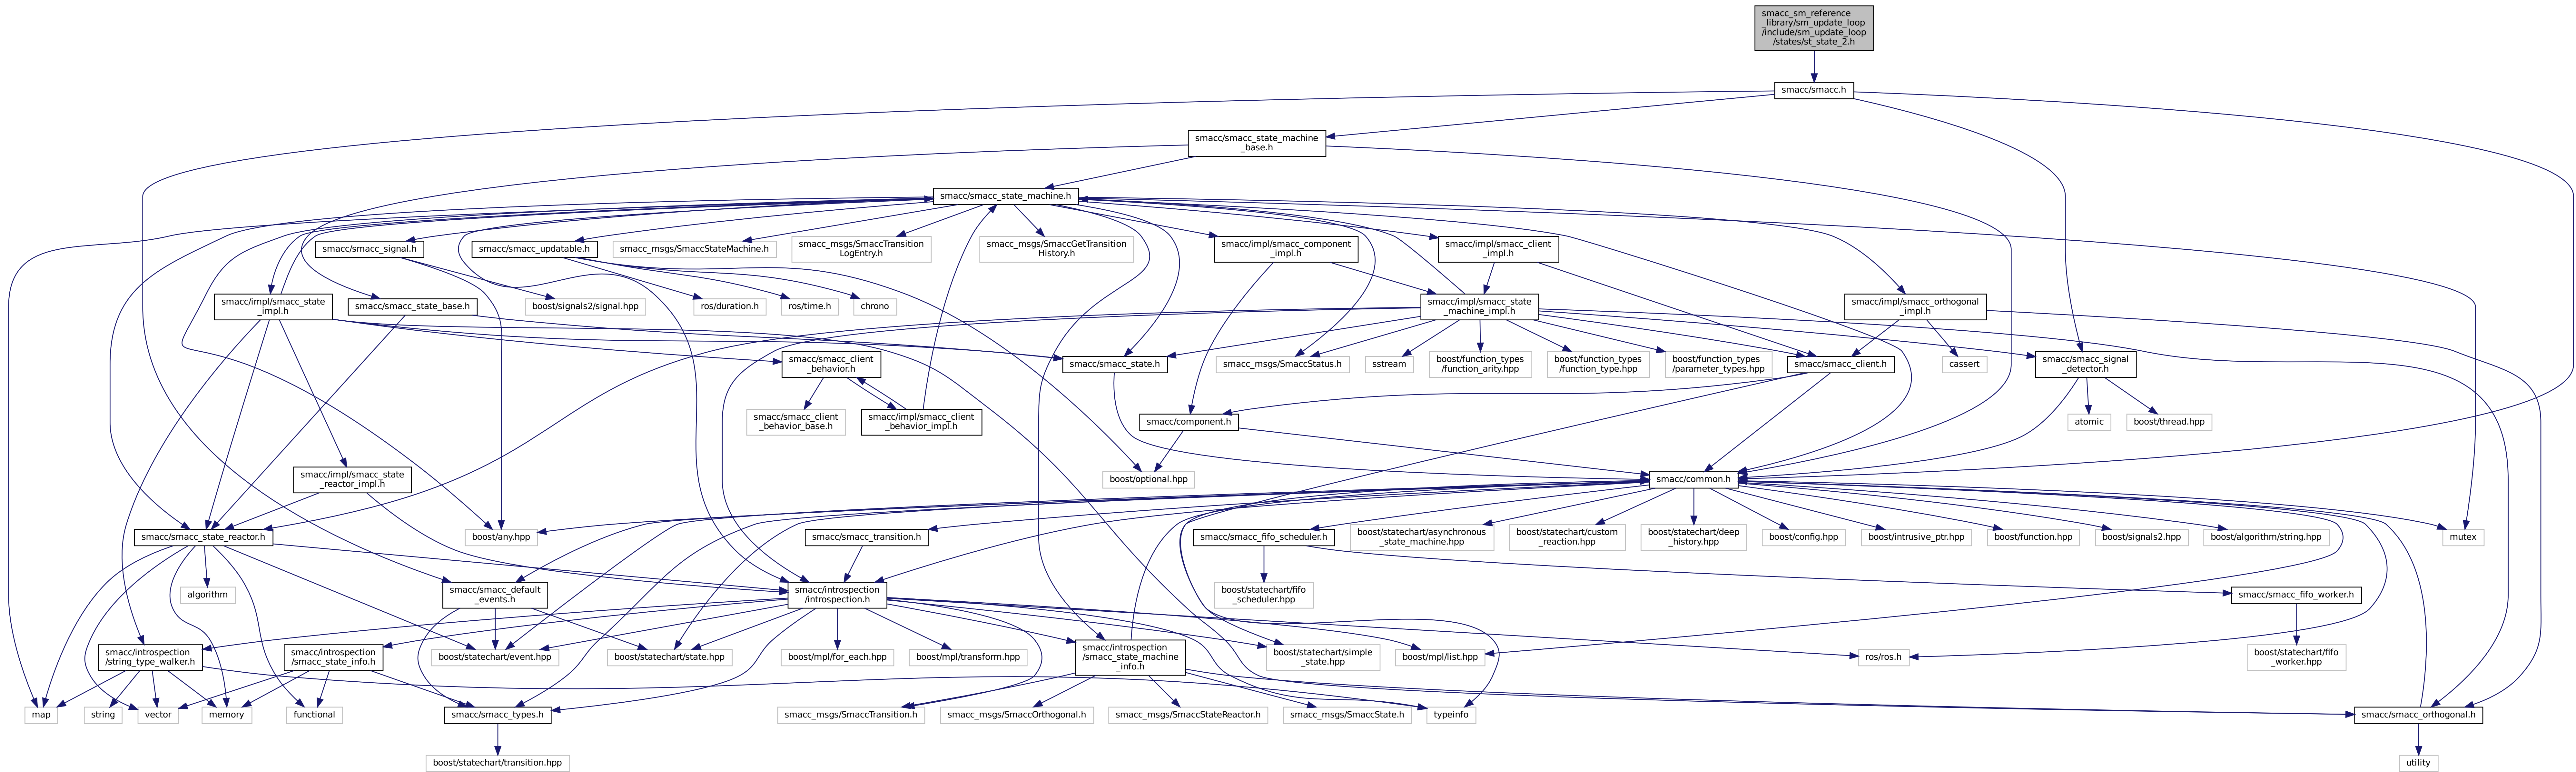 smacc_sm_reference
_library/sm_update_loop
/include/sm_update_loop
/states/st_state_2.h
smacc/smacc.h
smacc/smacc_state_machine
_base.h
smacc/smacc_state_machine.h
smacc/smacc_signal.h
smacc/smacc_updatable.h
smacc_msgs/SmaccStateMachine.h
smacc_msgs/SmaccTransition
LogEntry.h
smacc_msgs/SmaccGetTransition
History.h
smacc/impl/smacc_component
_impl.h
smacc/impl/smacc_client
_impl.h
smacc/impl/smacc_state
_impl.h
smacc/smacc_state_base.h
boost/signals2/signal.hpp
ros/duration.h
ros/time.h
chrono
smacc/impl/smacc_state
_machine_impl.h
smacc/impl/smacc_orthogonal
_impl.h
smacc/smacc_client
_behavior.h
smacc/smacc_state.h
smacc_msgs/SmaccStatus.h
sstream
boost/function_types
/function_arity.hpp
boost/function_types
/function_type.hpp
boost/function_types
/parameter_types.hpp
smacc/smacc_client.h
cassert
smacc/smacc_signal
_detector.h
smacc/smacc_client
_behavior_base.h
smacc/impl/smacc_client
_behavior_impl.h
smacc/component.h
atomic
boost/thread.hpp
smacc/impl/smacc_state
_reactor_impl.h
boost/optional.hpp
smacc/common.h
smacc/smacc_state_reactor.h
boost/any.hpp
smacc/smacc_transition.h
smacc/smacc_fifo_scheduler.h
boost/statechart/asynchronous
_state_machine.hpp
boost/statechart/custom
_reaction.hpp
boost/statechart/deep
_history.hpp
boost/config.hpp
boost/intrusive_ptr.hpp
boost/function.hpp
boost/signals2.hpp
boost/algorithm/string.hpp
mutex
algorithm
smacc/smacc_default
_events.h
smacc/introspection
/introspection.h
boost/statechart/fifo
_scheduler.hpp
smacc/smacc_fifo_worker.h
smacc/introspection
/string_type_walker.h
smacc/introspection
/smacc_state_info.h
boost/statechart/event.hpp
boost/statechart/state.hpp
boost/mpl/for_each.hpp
boost/mpl/transform.hpp
smacc/introspection
/smacc_state_machine
_info.h
boost/statechart/simple
_state.hpp
boost/mpl/list.hpp
ros/ros.h
boost/statechart/fifo
_worker.hpp
map
string
vector
memory
functional
smacc/smacc_types.h
smacc_msgs/SmaccTransition.h
smacc_msgs/SmaccOrthogonal.h
smacc_msgs/SmaccStateReactor.h
smacc_msgs/SmaccState.h
typeinfo
smacc/smacc_orthogonal.h
boost/statechart/transition.hpp
utility